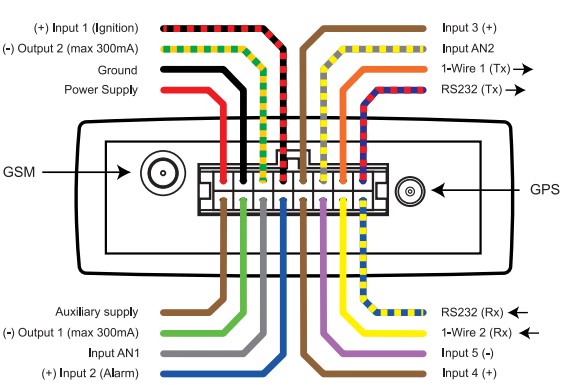 (+) Input 1 (Ignition)
(-) Output 2 (max 300mA)
Ground
Power Supply
Input 3 (+)
Input AN2
1-Wire 1 (Tx)
RS232 (Tx)
GSM
GPS
Auxiliary supply
(-) Output 1 (max 300mA)
Input AN1
(+) Input 2 (Alarm)
RS232 (Rx)
1-Wire 2 (Rx)
Input 5 (-)
Input 4 (+)